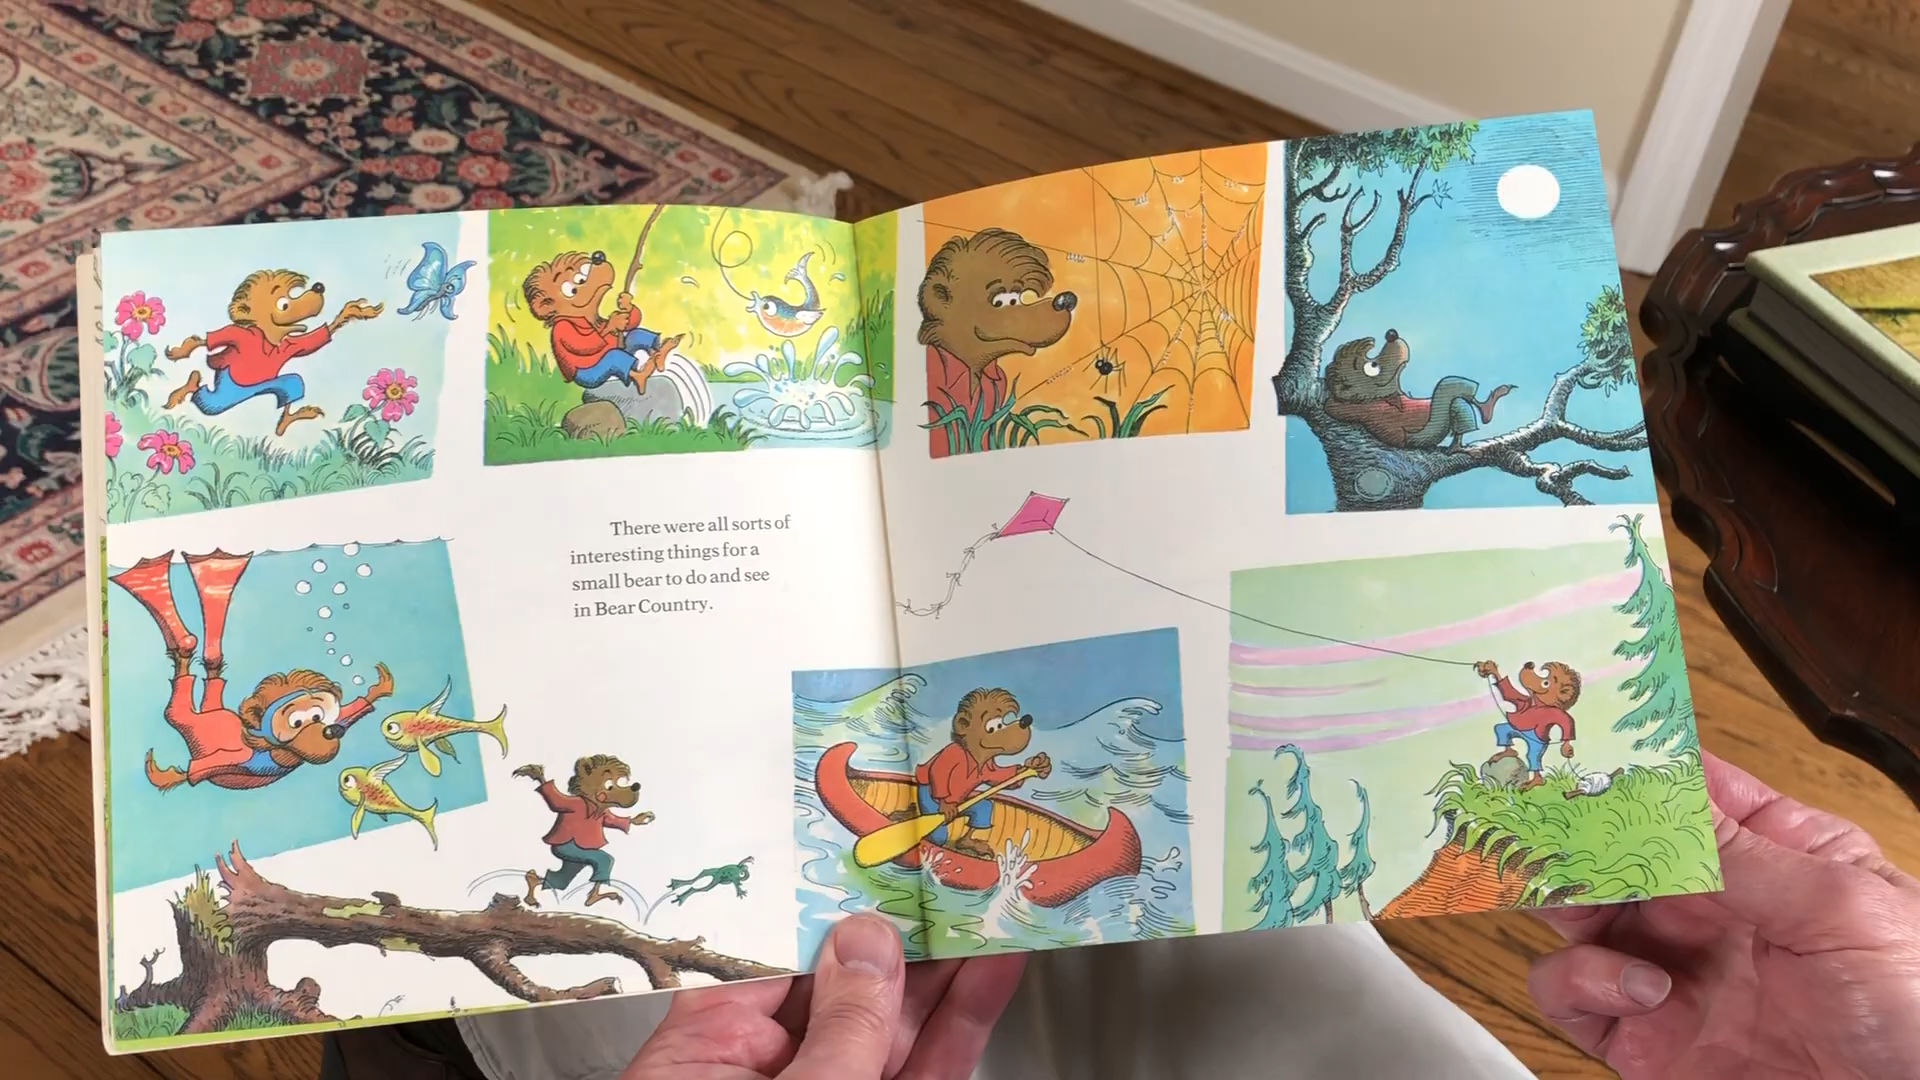 There were all sorts of
interesting things for a
small bear to do and see
in Bear Country.